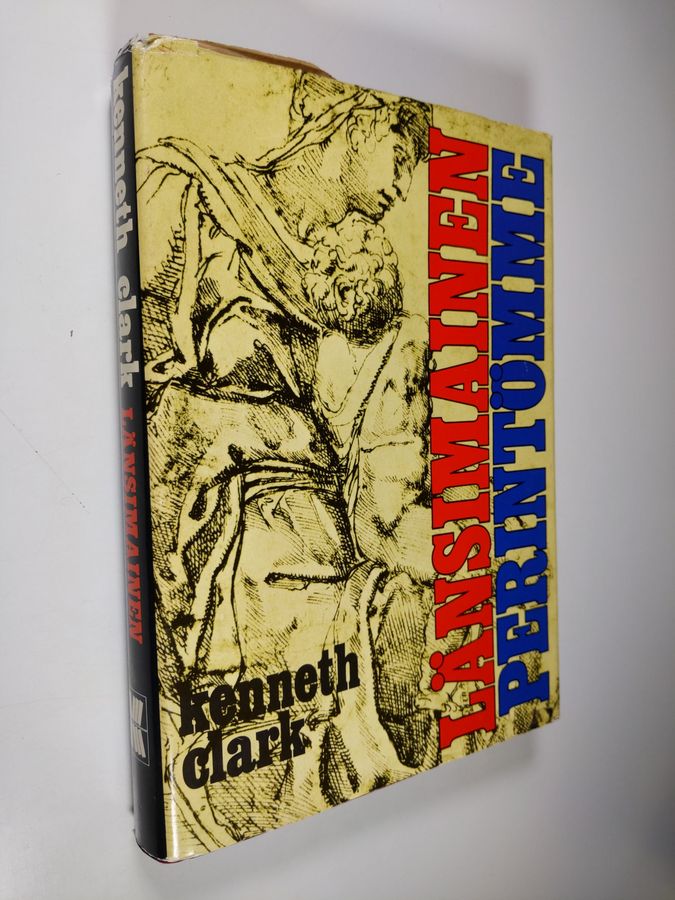 kenneth clark LÄNSIMAINEN
LÄNSIMAINEN
PERINTÖMME
kenneth
clark